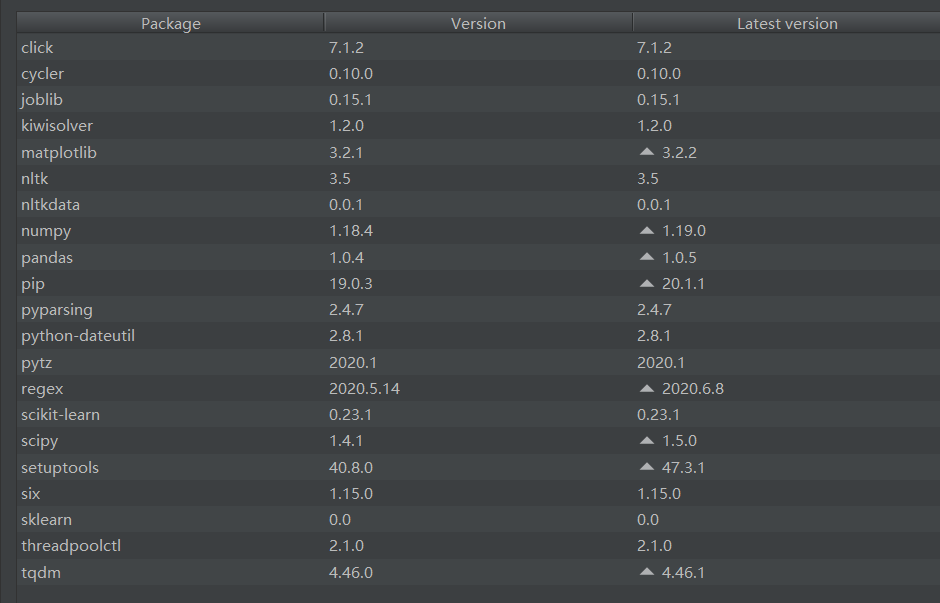 Package Version Latest version
click 7.1.2 7.1.2
cycler 0.10.0 0.10.0
joblib 0.15.1 0.15.1
kiwisolver 1.2.0 1.2.0
matplotlib 3.2.1 3.2.2
nltk 3.5 3.5
nltkdata 0.0.1 0.0.1
numpy 1.18.4 1.19.0
pandas 1.0.4 1.0.5
pip 19.0.3 20.1.1
pyparsing 2.4.7 2.4.7
python-dateutil 2.8.1 2.8.1
pytz 2020.1 2020.1
regex 2020.5.14 2020.6.8
scikit-learn 0.23.1 0.23.1
scipy 1.4.1 1.5.0
setuptools 40.8.0 47.3.1
six 1.15.0 1.15.0
sklearn 0.0 0.0
threadpoolctl 2.1.0 2.1.0
tqdm 4.46.0 4.46.1